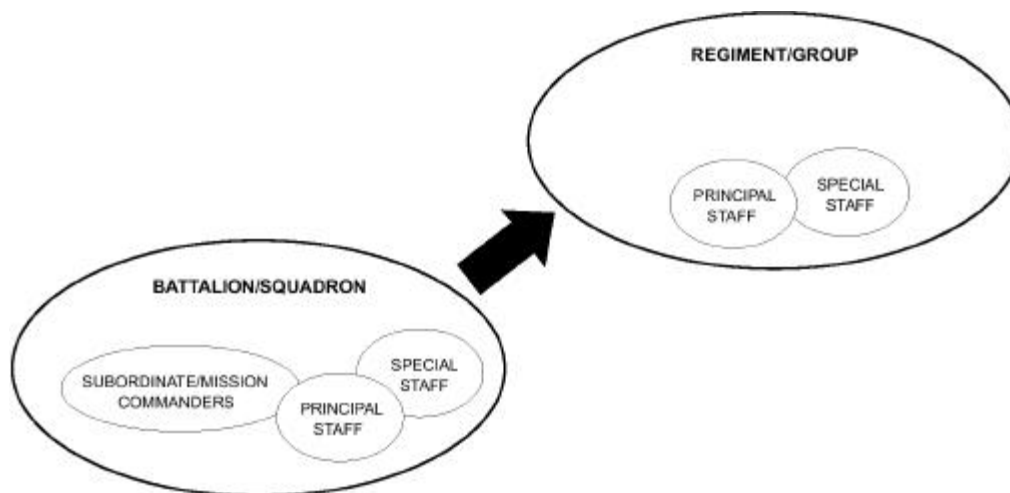 REGIMENT/GROUP
PRINCIPAL
STAFF
SPECIAL
STAFF
BATTALION/SQUADRON
SUBORDINATE/MISSION
COMMANDERS
PRINCIPAL
STAFF
SPECIAL
STAFF